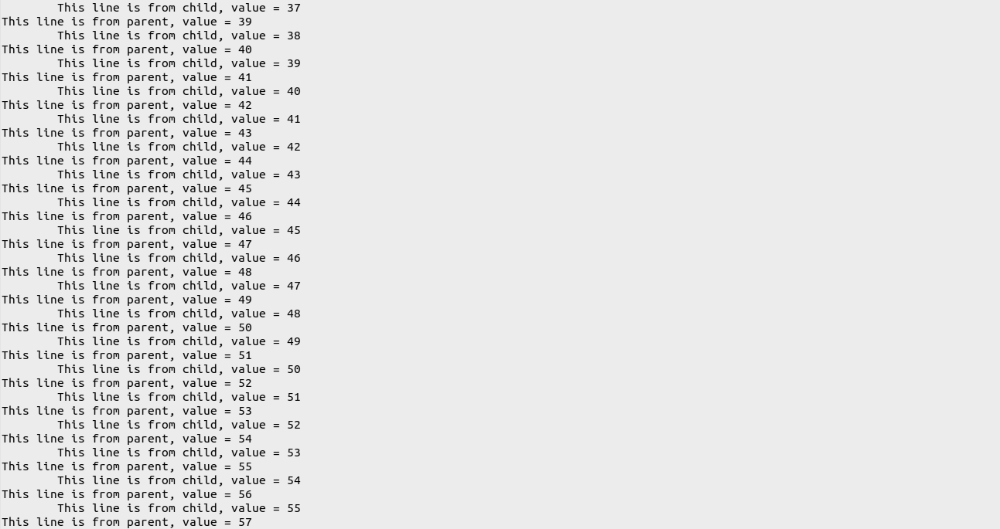 This line is from child, value = 37
This line is from parent, value = 39
        This line is from child, value = 38
This line is from parent, value = 40
        This line is from child, value = 39
This line is from parent, value = 41
        This line is from child, value = 40
This line is from parent, value = 42
        This line is from child, value = 41
This line is from parent, value = 43
        This line is from child, value = 42
This line is from parent, value = 44
        This line is from child, value = 43
This line is from parent, value = 45
        This line is from child, value = 44
This line is from parent, value = 46
        This line is from child, value = 45
This line is from parent, value = 47
        This line is from child, value = 46
This line is from parent, value = 48
        This line is from child, value = 47
This line is from parent, value = 49
        This line is from child, value = 48
This line is from parent, value = 50
        This line is from child, value = 49
This line is from parent, value = 51
        This line is from child, value = 50
This line is from parent, value = 52
        This line is from child, value = 51
This line is from parent, value = 53
        This line is from child, value = 52
This line is from parent, value = 54
        This line is from child, value = 53
This line is from parent, value = 55
        This line is from child, value = 54
This line is from parent, value = 56
        This line is from child, value = 55
This line is from parent, value = 57